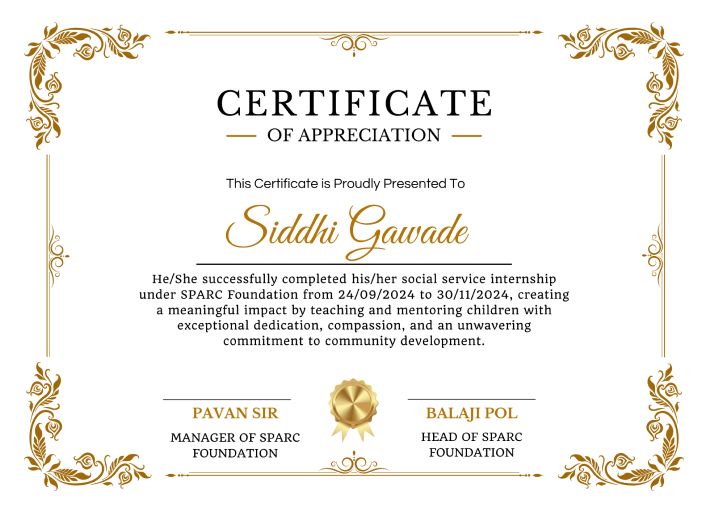 CERTIFICATE
OF APPRECIATION
This Certificate is Proudly Presented To
Siddhi Gawade
He/She successfully completed his/her social service internship
under SPARC Foundation from 24/09/2024 to 30/11/2024, creating
a meaningful impact by teaching and mentoring children with
exceptional dedication, compassion, and an unwavering
commitment to community development.
PAVAN SIR
MANAGER OF SPARC
FOUNDATION
BALAJI POL
HEAD OF SPARC
FOUNDATION